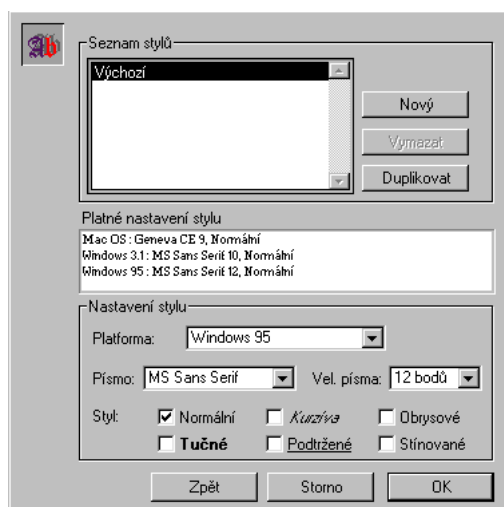 Ab
Seznam stylů
Výchozí
Nový
Vymazat
Duplikovat
Platné nastavení stylu
Mac OS : Geneva CE 9, Normální
Windows 3.1 : MS Sans Serif 10, Normální
Windows 95 : MS Sans Serif 12, Normální
Nastavení stylu
Platforma: Windows 95
Písmo: MS Sans Serif Vel. písma: 12 bodů
Styl: Normální Kurzíva Obrysové
Tučné Podtržené Stínované
Zpět Storno OK